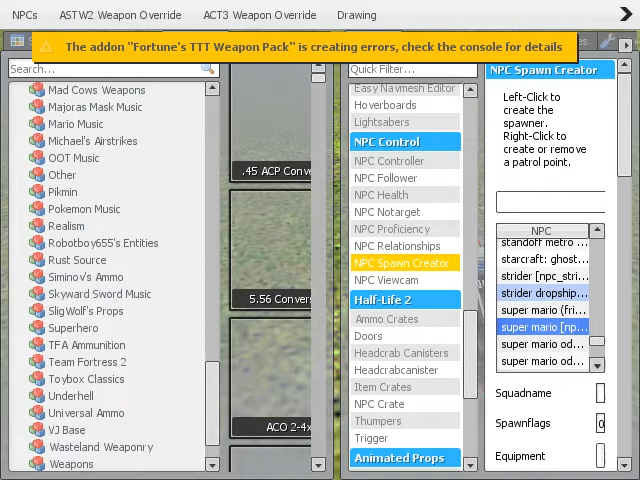 NPCs
ASTW2 Weapon Override
ACT3 Weapon Override
Drawing
The addon "Fortune's TTT Weapon Pack" is creating errors, check the console for details
Search...
Mad Cows Weapons
Majoras Mask Music
Mario Music
Michael's Airstrikes
OOT Music
Other
Pikmin
Pokemon Music
Realism
Robotboy655's Entities
Rust Source
Siminov's Ammo
Skyward Sword Music
SligWolf's Props
Superhero
TFA Ammunition
Team Fortress 2
Toybox Classics
Underhell
Universal Ammo
VJ Base
Wasteland Weaponry
Weapons
.45 ACP Conve
5.56 Convers
ACO 2-4x
Quick Filter...
Easy Navmesh Editor
Hoverboards
Lightsabers
NPC Control
NPC Controller
NPC Follower
NPC Health
NPC Notarget
NPC Proficiency
NPC Relationships
NPC Spawn Creator
NPC Viewcam
Half-Life 2
Ammo Crates
Doors
Headcrab Canisters
Headcrabcanister
Item Crates
NPC Crate
Thumpers
Trigger
Animated Props
NPC Spawn Creator
Left-Click to
create the
spawner.
Right-Click to
create or remove
a patrol point.
NPC
standoff metro ...
starcraft: ghost...
strider [npc_stri...
strider dropship...
super mario (fri...
super mario [np...
super mario od...
super mario od...
Squadname
Spawnflags
0
Equipment